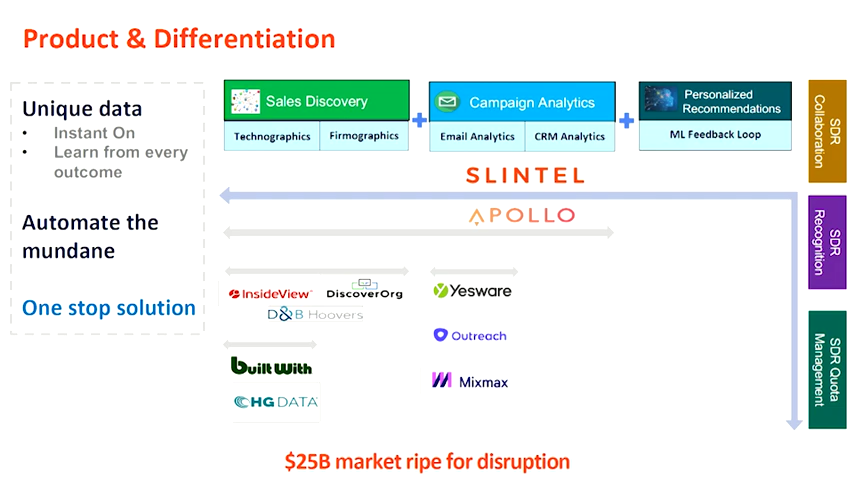 Product & Differentiation
Unique data
• Instant On
• Learn from every
outcome
Automate the
mundane
One stop solution
Sales Discovery
Technographics
Firmographics
+
Campaign Analytics
Email Analytics
CRM Analytics
+
Personalized
Recommendations
ML Feedback Loop
SDR
Collaboration
SDR
Recognition
SDR Quota
Management
SLINTEL
APOLLO
InsideView
DiscoverOrg
D&B Hoovers
Yesware
Outreach
Mixmax
builtwith
HG DATA
$25B market ripe for disruption